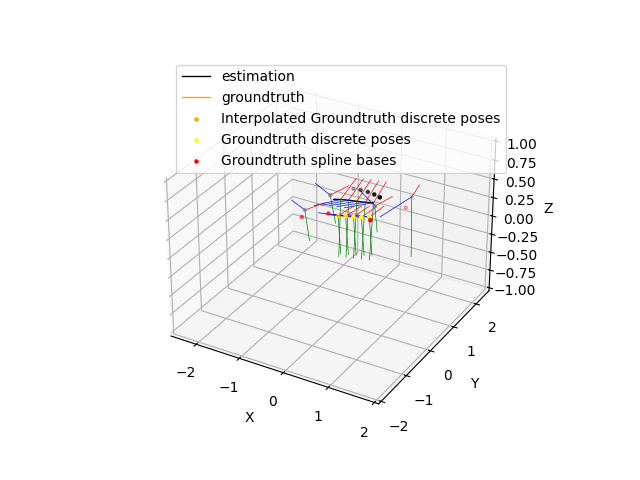 estimation
groundtruth
Interpolated Groundtruth discrete poses
Groundtruth discrete poses
Groundtruth spline bases
1.00
0.75
0.50
Z
0.25
0.00
−0.25
−0.50
−0.75
−1.00
2
1
0
Y
−1
−2
−2
−1
0
1
2
X